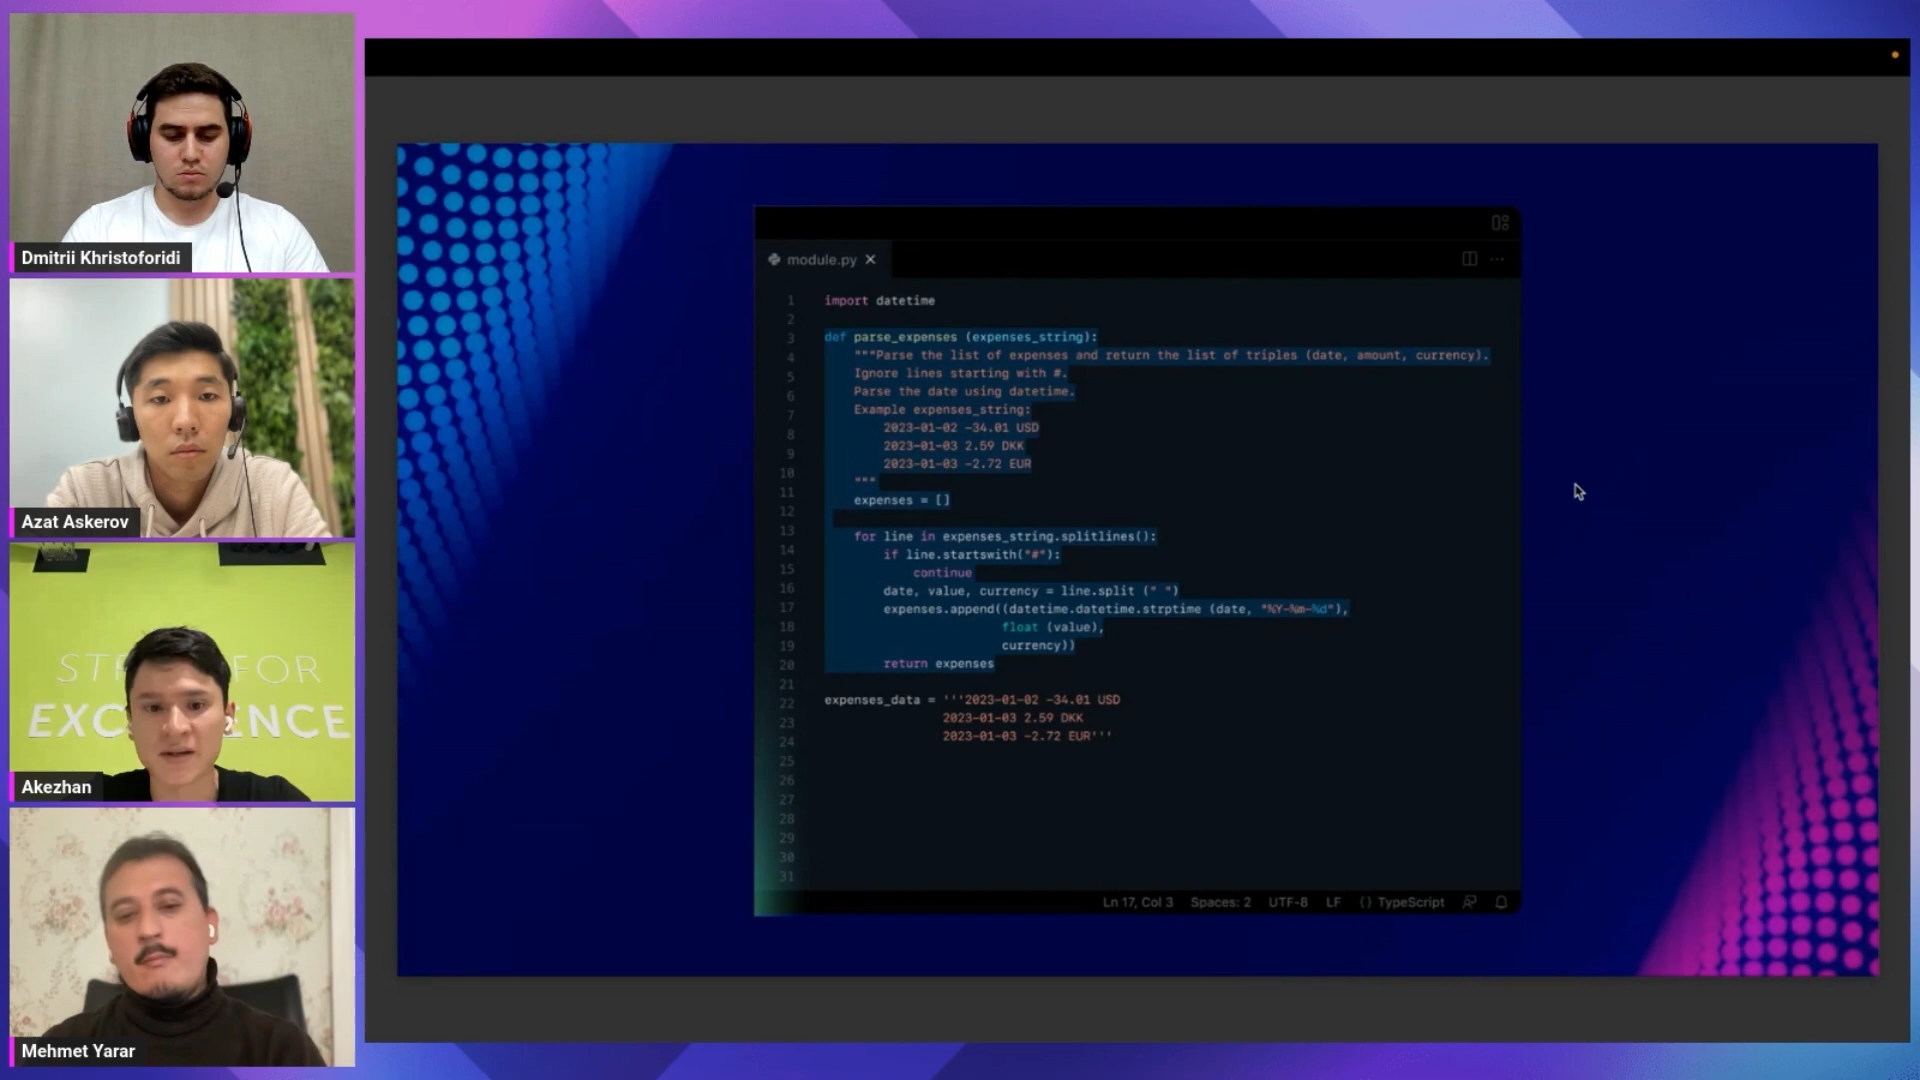 Dmitrii Khristoforidi
Azat Askerov
STR FOR
EXC ENCE
Akezhan
Mehmet Yarar
module.py
1 import datetime
2
3 def parse_expenses (expenses_string):
4 """Parse the list of expenses and return the list of triples (date, amount, currency).
5 Ignore lines starting with #.
6 Parse the date using datetime.
7 Example expenses_string:
8 2023-01-02 -34.01 USD
9 2023-01-03 2.59 DKK
10 2023-01-03 -2.72 EUR
11 """
12 expenses = []
13 for line in expenses_string.splitlines():
14 if line.startswith("#"):
15 continue
16 date, value, currency = line.split (" ")
17 expenses.append((datetime.datetime.strptime (date, "%Y-%m-%d"),
18 float (value),
19 currency))
20 return expenses
21
22 expenses_data = '''2023-01-02 -34.01 USD
23 2023-01-03 2.59 DKK
24 2023-01-03 -2.72 EUR'''
25
26
27
28
29
30
31
Ln 17, Col 3 Spaces: 2 UTF-8 LF {} TypeScript